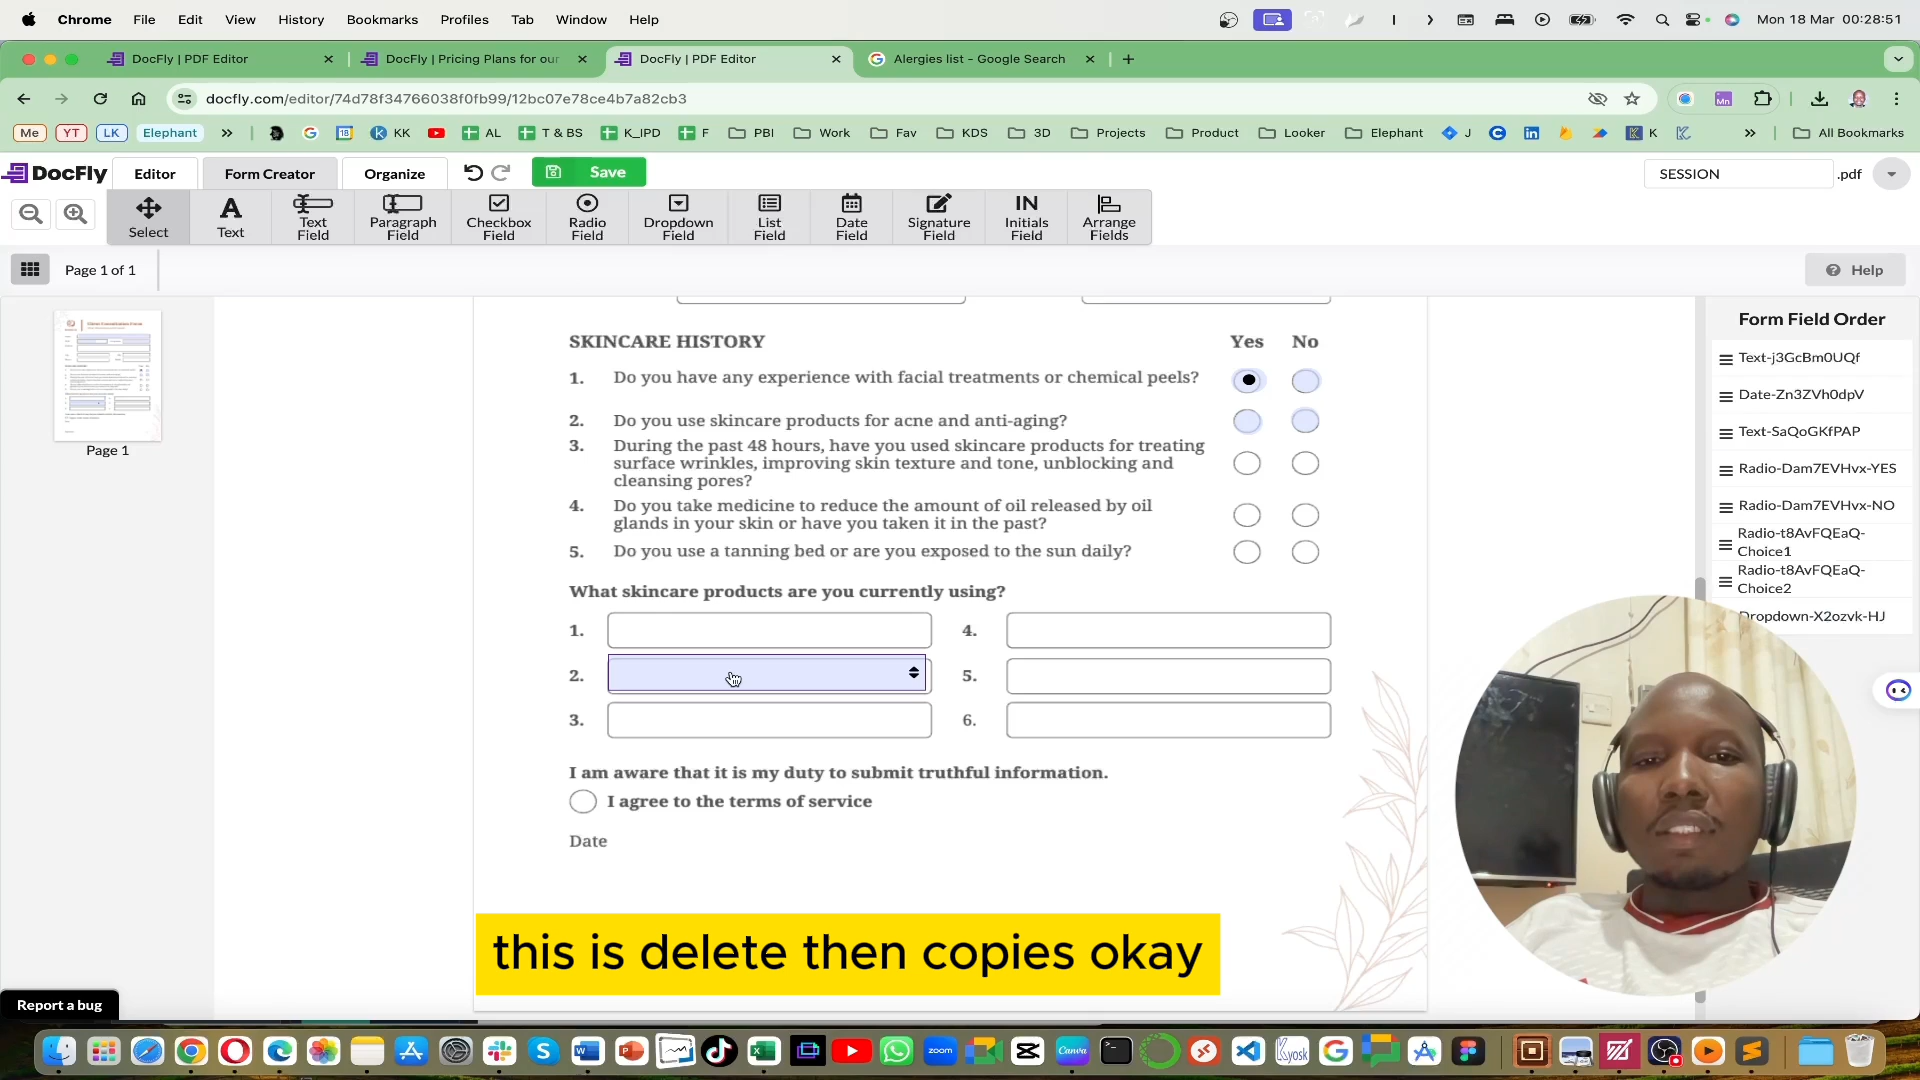 Chrome File Edit View History Bookmarks Profiles Tab Window Help Mon 18 Mar 00:28:51
DocFly | PDF Editor DocFly | Pricing Plans for our DocFly | PDF Editor Alergies list - Google Search
docfly.com/editor/74d78f34766038f0fb99/12bc07e78ce4b7a82cb3
Me YT LK Elephant KK AL T & BS K_IPD F PBI Work Fav KDS 3D Projects Product Looker Elephant J K All Bookmarks
DocFly Editor Form Creator Organize Save SESSION .pdf
Select Text Text Field Paragraph Field Checkbox Field Radio Field Dropdown Field List Field Date Field Signature Field IN Initials Field Arrange Fields
Page 1 of 1 Help
Page 1
SKINCARE HISTORY Yes No
1. Do you have any experience with facial treatments or chemical peels?
2. Do you use skincare products for acne and anti-aging?
3. During the past 48 hours, have you used skincare products for treating
surface wrinkles, improving skin texture and tone, unblocking and
cleansing pores?
4. Do you take medicine to reduce the amount of oil released by oil
glands in your skin or have you taken it in the past?
5. Do you use a tanning bed or are you exposed to the sun daily?
What skincare products are you currently using?
1. 4.
2. 5.
3. 6.
I am aware that it is my duty to submit truthful information.
I agree to the terms of service
Date
Form Field Order
Text-j3GcBm0UQf
Date-Zn3ZVh0dpV
Text-SaQoGKfPAP
Radio-Dam7EVHvx-YES
Radio-Dam7EVHvx-NO
Radio-t8AvFQEaQ-
Choice1
Radio-t8AvFQEaQ-
Choice2
Dropdown-X2ozvk-HJ
this is delete then copies okay
Report a bug
zoom Canva Kyosk